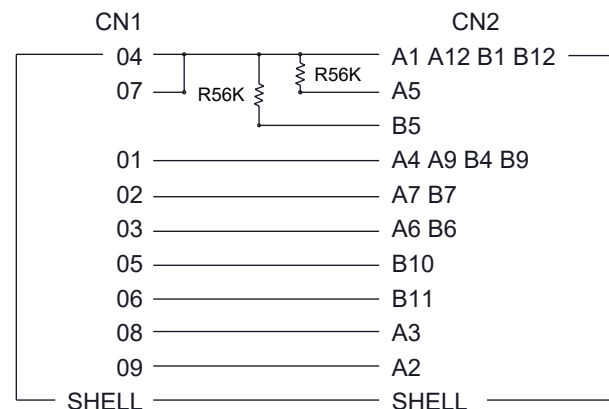 CN1 CN2
04 A1 A12 B1 B12
R56K
07 R56K A5
B5
01 A4 A9 B4 B9
02 A7 B7
03 A6 B6
05 B10
06 B11
08 A3
09 A2
SHELL SHELL